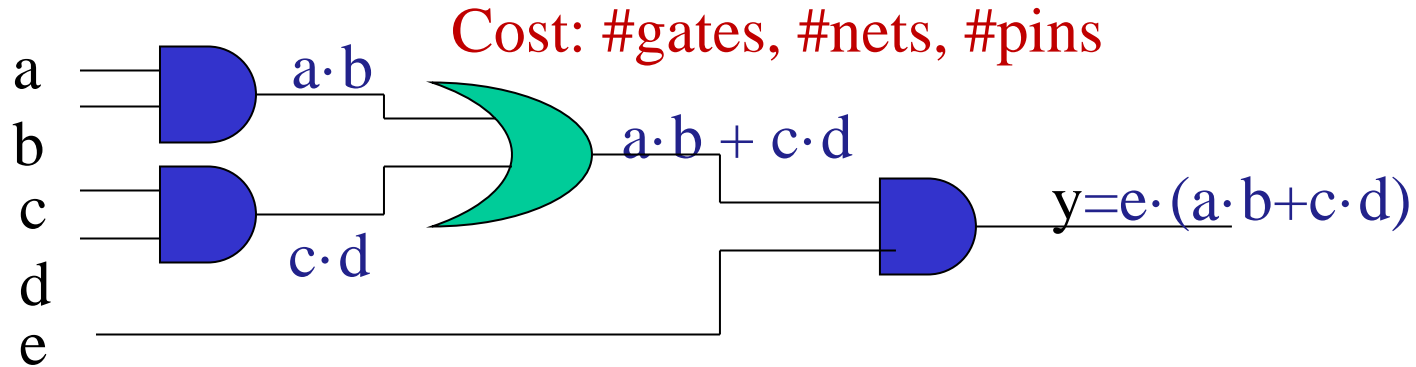 Cost: #gates, #nets, #pins
a
a·b
b
a·b + c·d
c
y=e·(a·b+c·d)
c·d
d
e